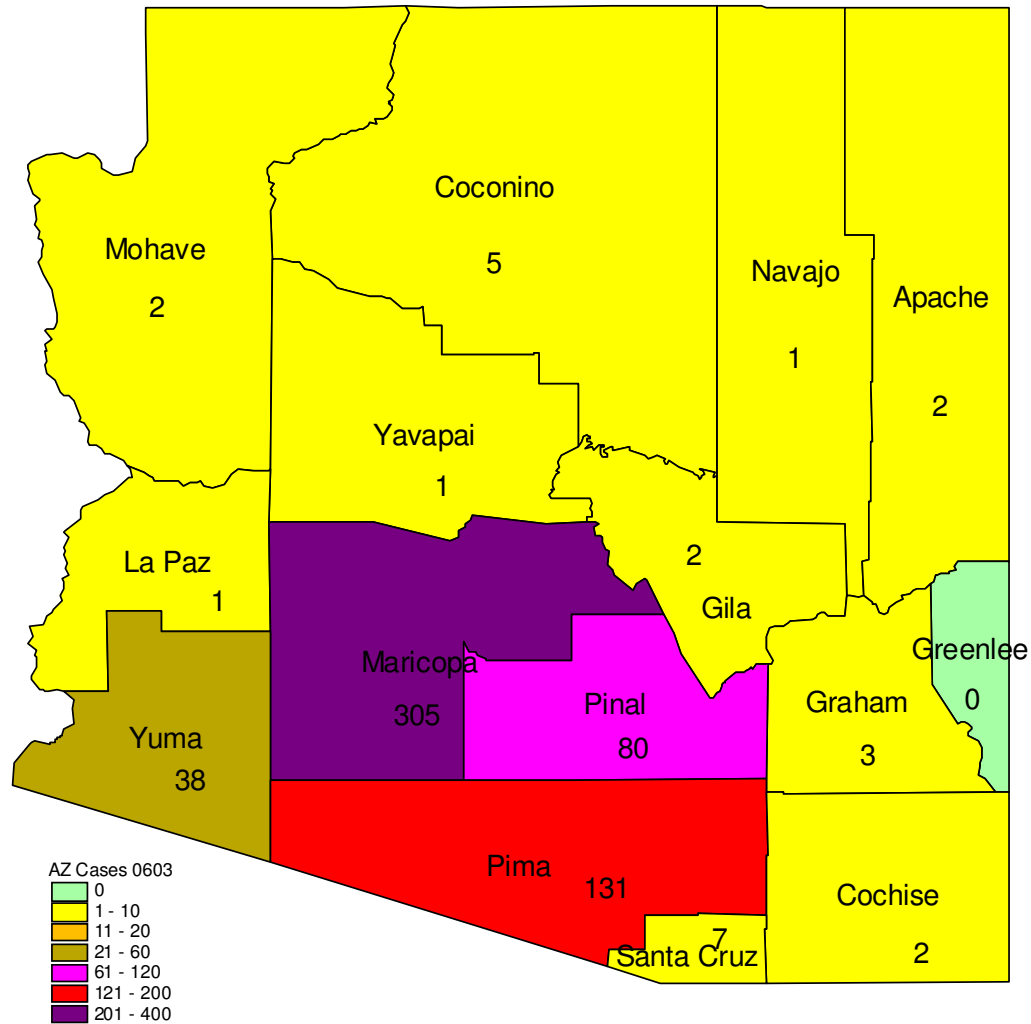 Coconino
5
Mohave
2
Navajo
1
Apache
2
Yavapai
1
La Paz
1
2
Gila
Greenlee
0
Maricopa
305
Pinal
80
Graham
3
Yuma
38
Pima
131
Cochise
2
7
Santa Cruz
AZ Cases 0603
0
1 - 10
11 - 20
21 - 60
61 - 120
121 - 200
201 - 400